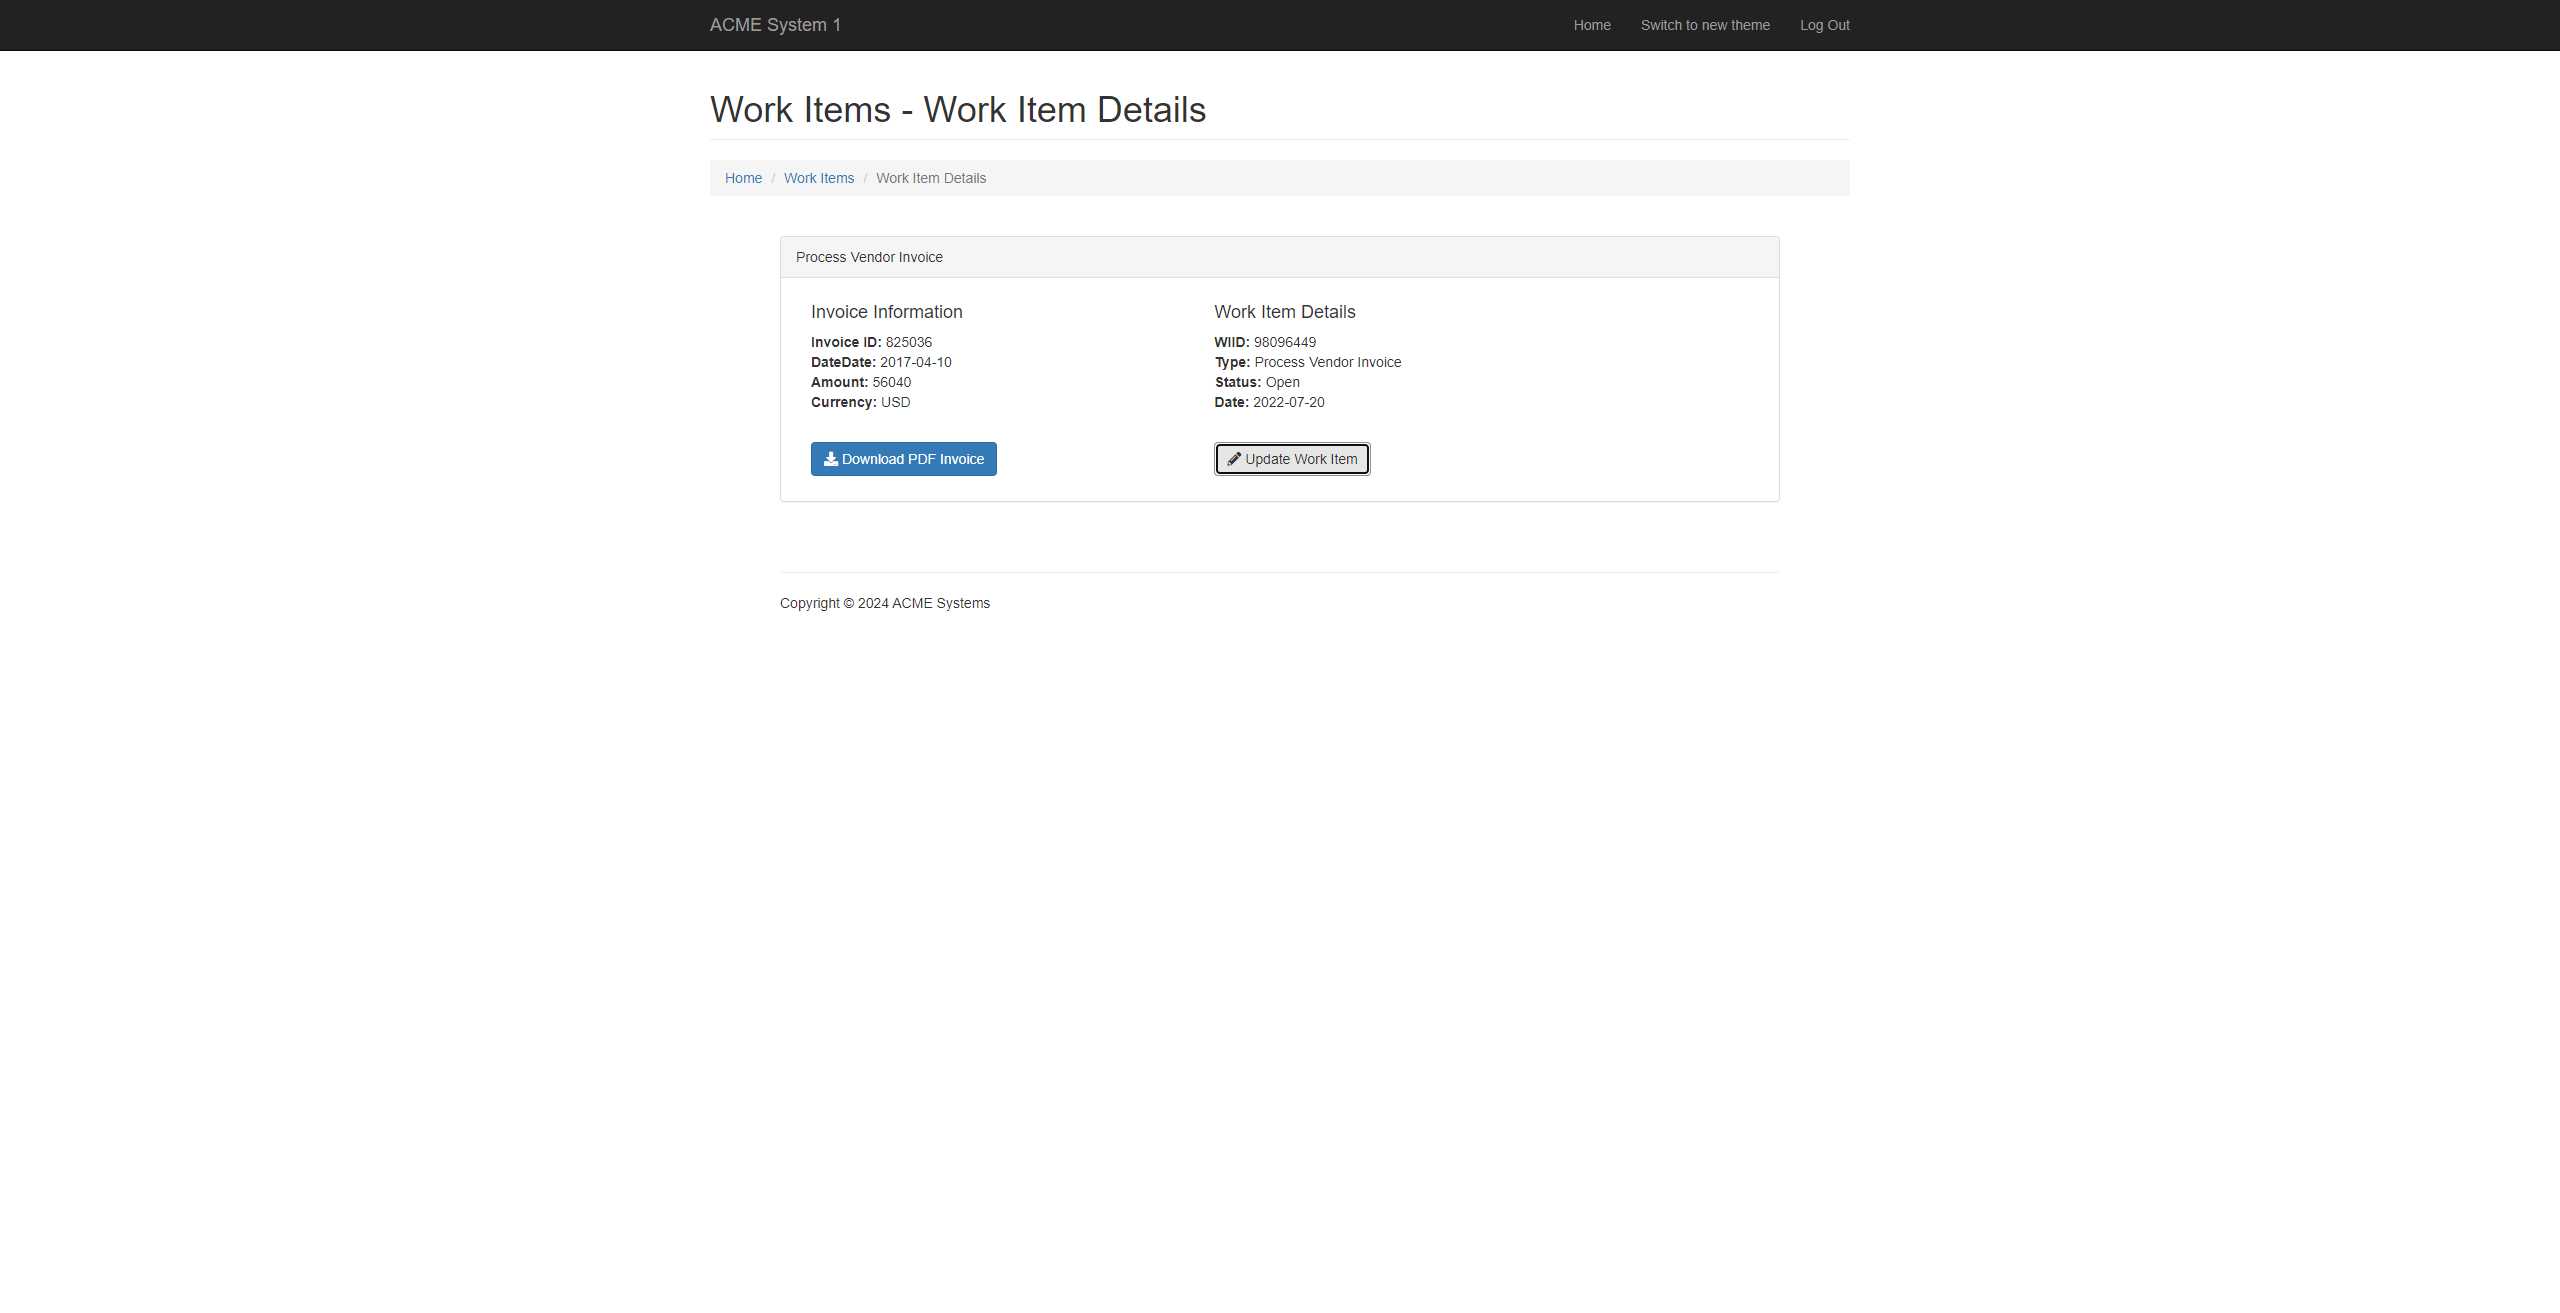 ACME System 1
Home
Switch to new theme
Log Out
Work Items - Work Item Details
Home / Work Items / Work Item Details
Process Vendor Invoice
Invoice Information
Invoice ID: 825036
DateDate: 2017-04-10
Amount: 56040
Currency: USD
Download PDF Invoice
Work Item Details
WIID: 98096449
Type: Process Vendor Invoice
Status: Open
Date: 2022-07-20
Update Work Item
Copyright © 2024 ACME Systems